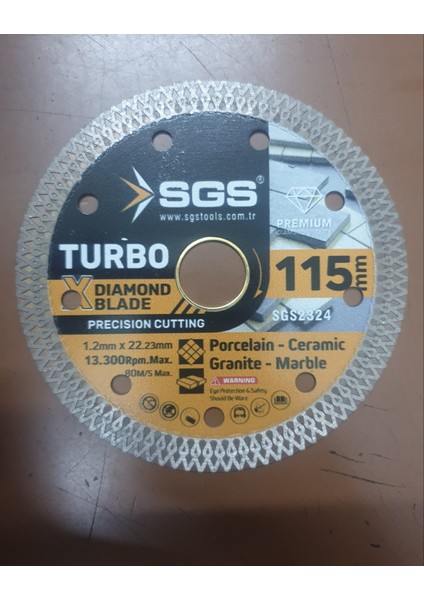 SGS®
www.sgstools.com.tr
PREMIUM
TURBO
X DIAMOND
BLADE
PRECISION CUTTING
115mm
SGS2324
1.2mm x 22.23mm
13.300Rpm.Max.
80M/S Max.
Porcelain - Ceramic
Granite - Marble
WARNING
Eye Protection & Safety
Should Be Ware